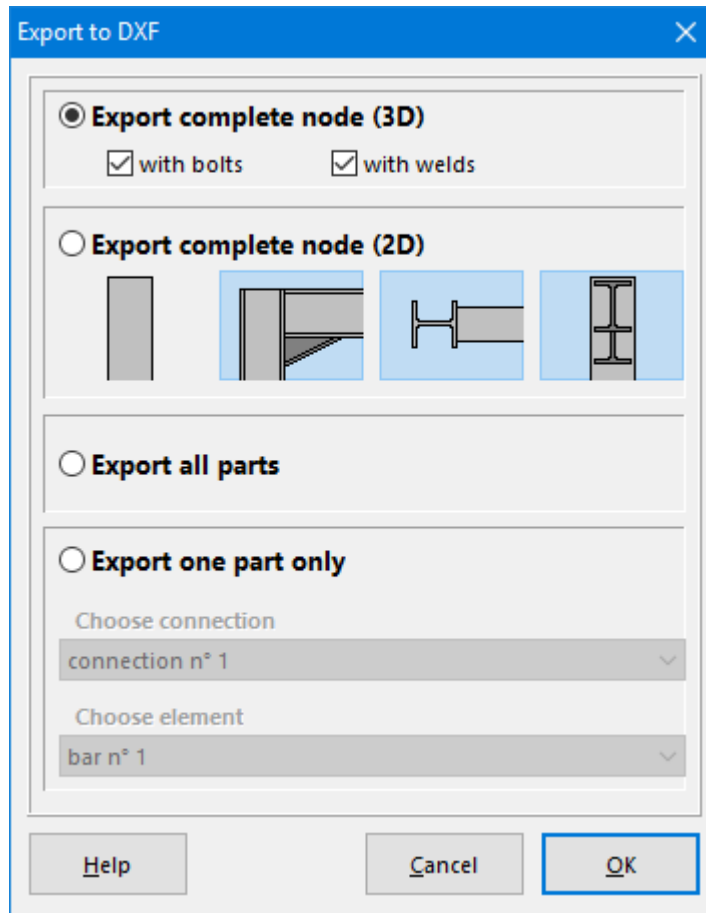 Export to DXF
Export complete node (3D)
with bolts with welds
Export complete node (2D)
Export all parts
Export one part only
Choose connection
connection n° 1
Choose element
bar n° 1
Help Cancel OK